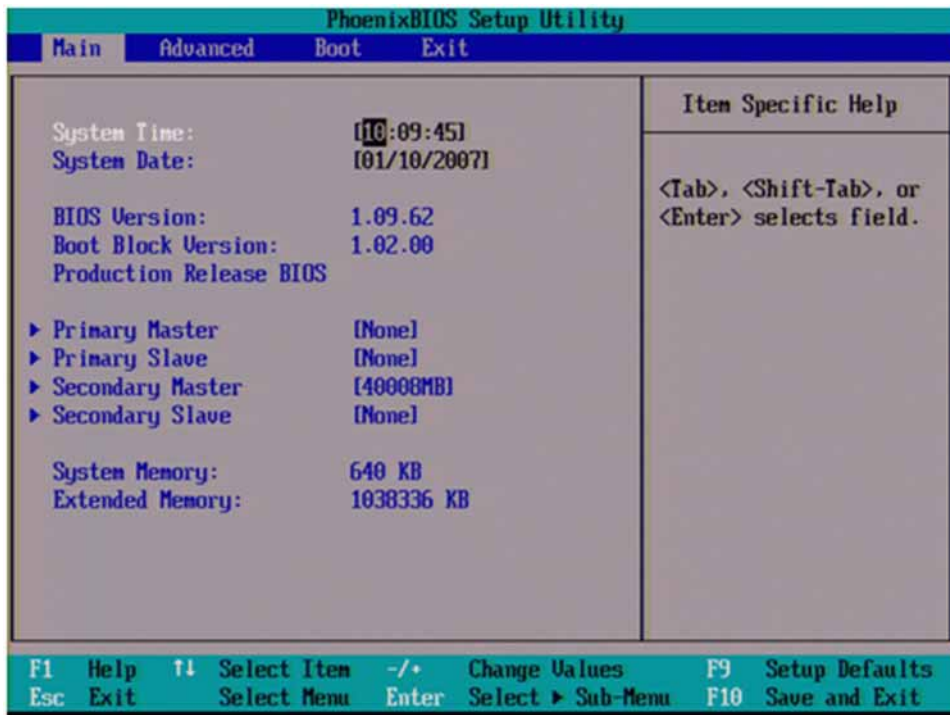 PhoenixBIOS Setup Utility
Main Advanced Boot Exit
Item Specific Help
System Time: [10:09:45]
System Date: [01/10/2007]
<Tab>, <Shift-Tab>, or
<Enter> selects field.
BIOS Version: 1.09.62
Boot Block Version: 1.02.00
Production Release BIOS
▶ Primary Master [None]
▶ Primary Slave [None]
▶ Secondary Master [40008MB]
▶ Secondary Slave [None]
System Memory: 640 KB
Extended Memory: 1038336 KB
F1 Help ↑↓ Select Item -/+ Change Values F9 Setup Defaults
Esc Exit Select Menu Enter Select ▶ Sub-Menu F10 Save and Exit